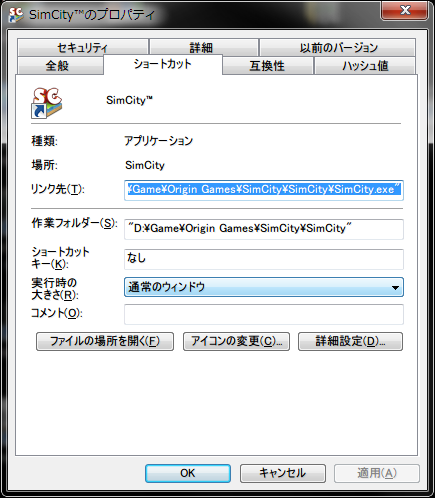 SimCity™のプロパティ
セキュリティ 詳細 以前のバージョン
全般 ショートカット 互換性 ハッシュ値
SimCity™
種類: アプリケーション
場所: SimCity
リンク先(T): ¥Game¥Origin Games¥SimCity¥SimCity¥SimCity.exe"
作業フォルダー(S): "D:¥Game¥Origin Games¥SimCity¥SimCity"
ショートカット
キー(K): なし
実行時の
大きさ(R): 通常のウィンドウ
コメント(O):
ファイルの場所を開く(F) アイコンの変更(C)... 詳細設定(D)...
OK キャンセル 適用(A)